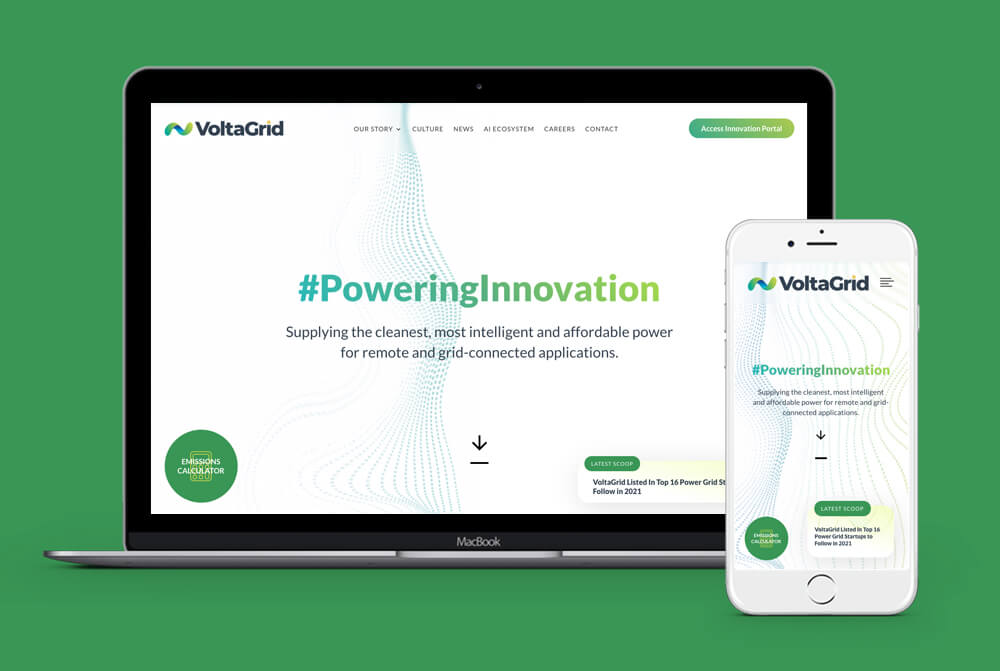 VoltaGrid
OUR STORY
CULTURE
NEWS
AI ECOSYSTEM
CAREERS
CONTACT
Access Innovation Portal
#PoweringInnovation
Supplying the cleanest, most intelligent and affordable power
for remote and grid-connected applications.
EMISSIONS
CALCULATOR
LATEST SCOOP
VoltaGrid Listed In Top 16 Power Grid St
Follow in 2021
MacBook
VoltaGrid
#PoweringInnovation
Supplying the cleanest, most intelligent
and affordable power for remote and grid-
connected applications.
LATEST SCOOP
VoltaGrid Listed In Top 16
Power Grid Startups to
Follow in 2021
EMISSIONS
CALCULATOR